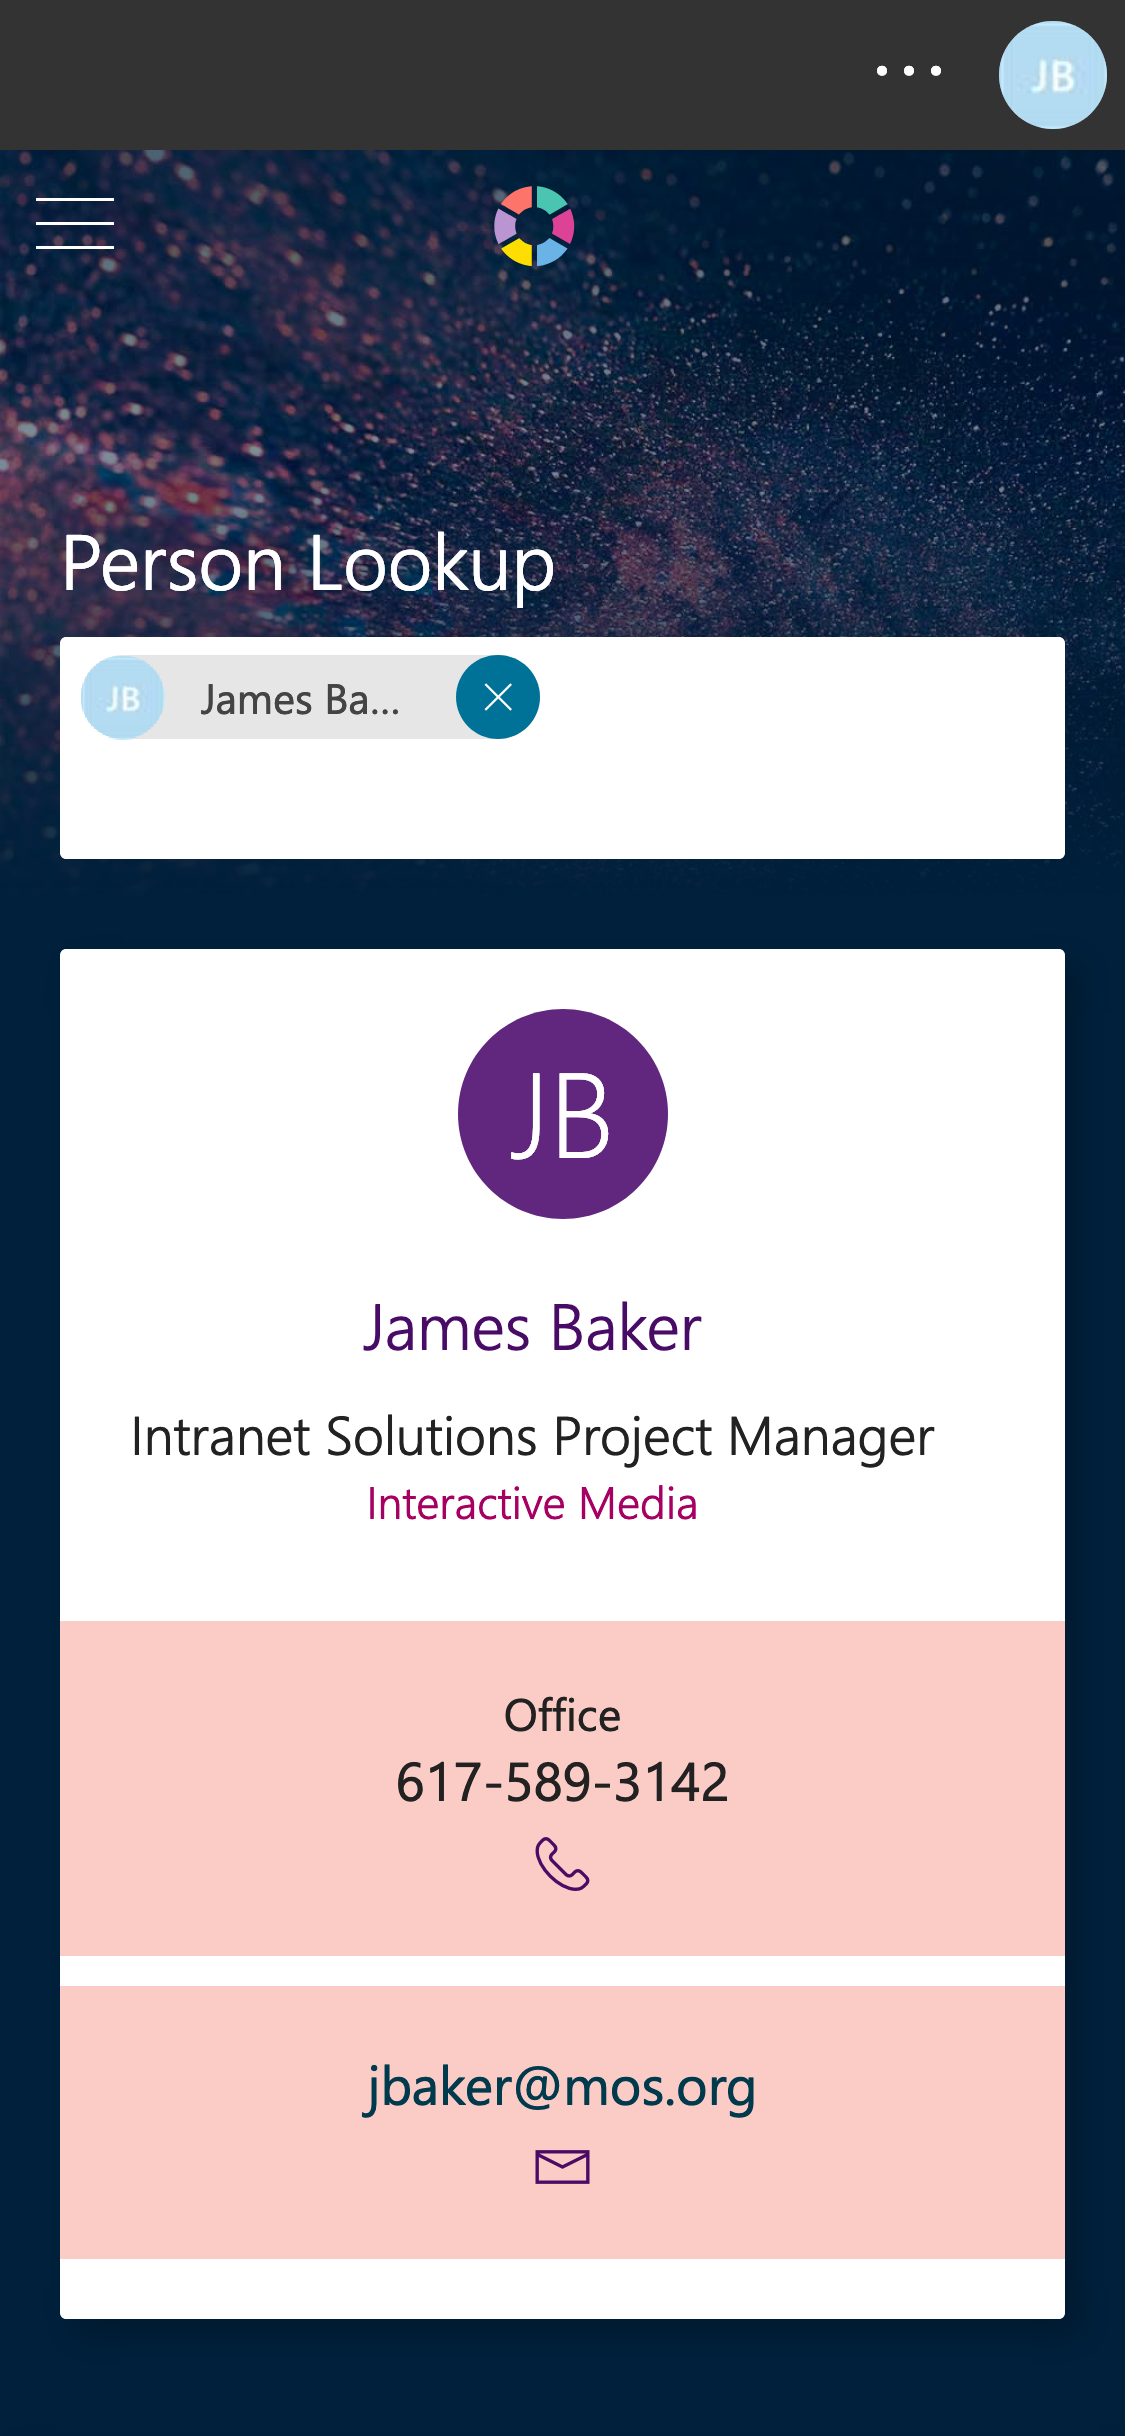 JB
Person Lookup
JB James Ba...
JB
James Baker
Intranet Solutions Project Manager
Interactive Media
Office
617-589-3142
jbaker@mos.org